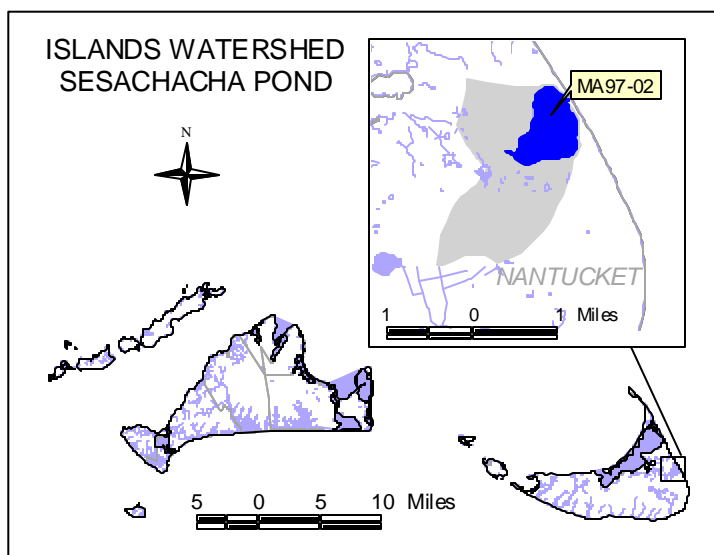 ISLANDS WATERSHED
SESACHACHA POND
N
MA97-02
NANTUCKET
1 0 1 Miles
5 0 5 10 Miles